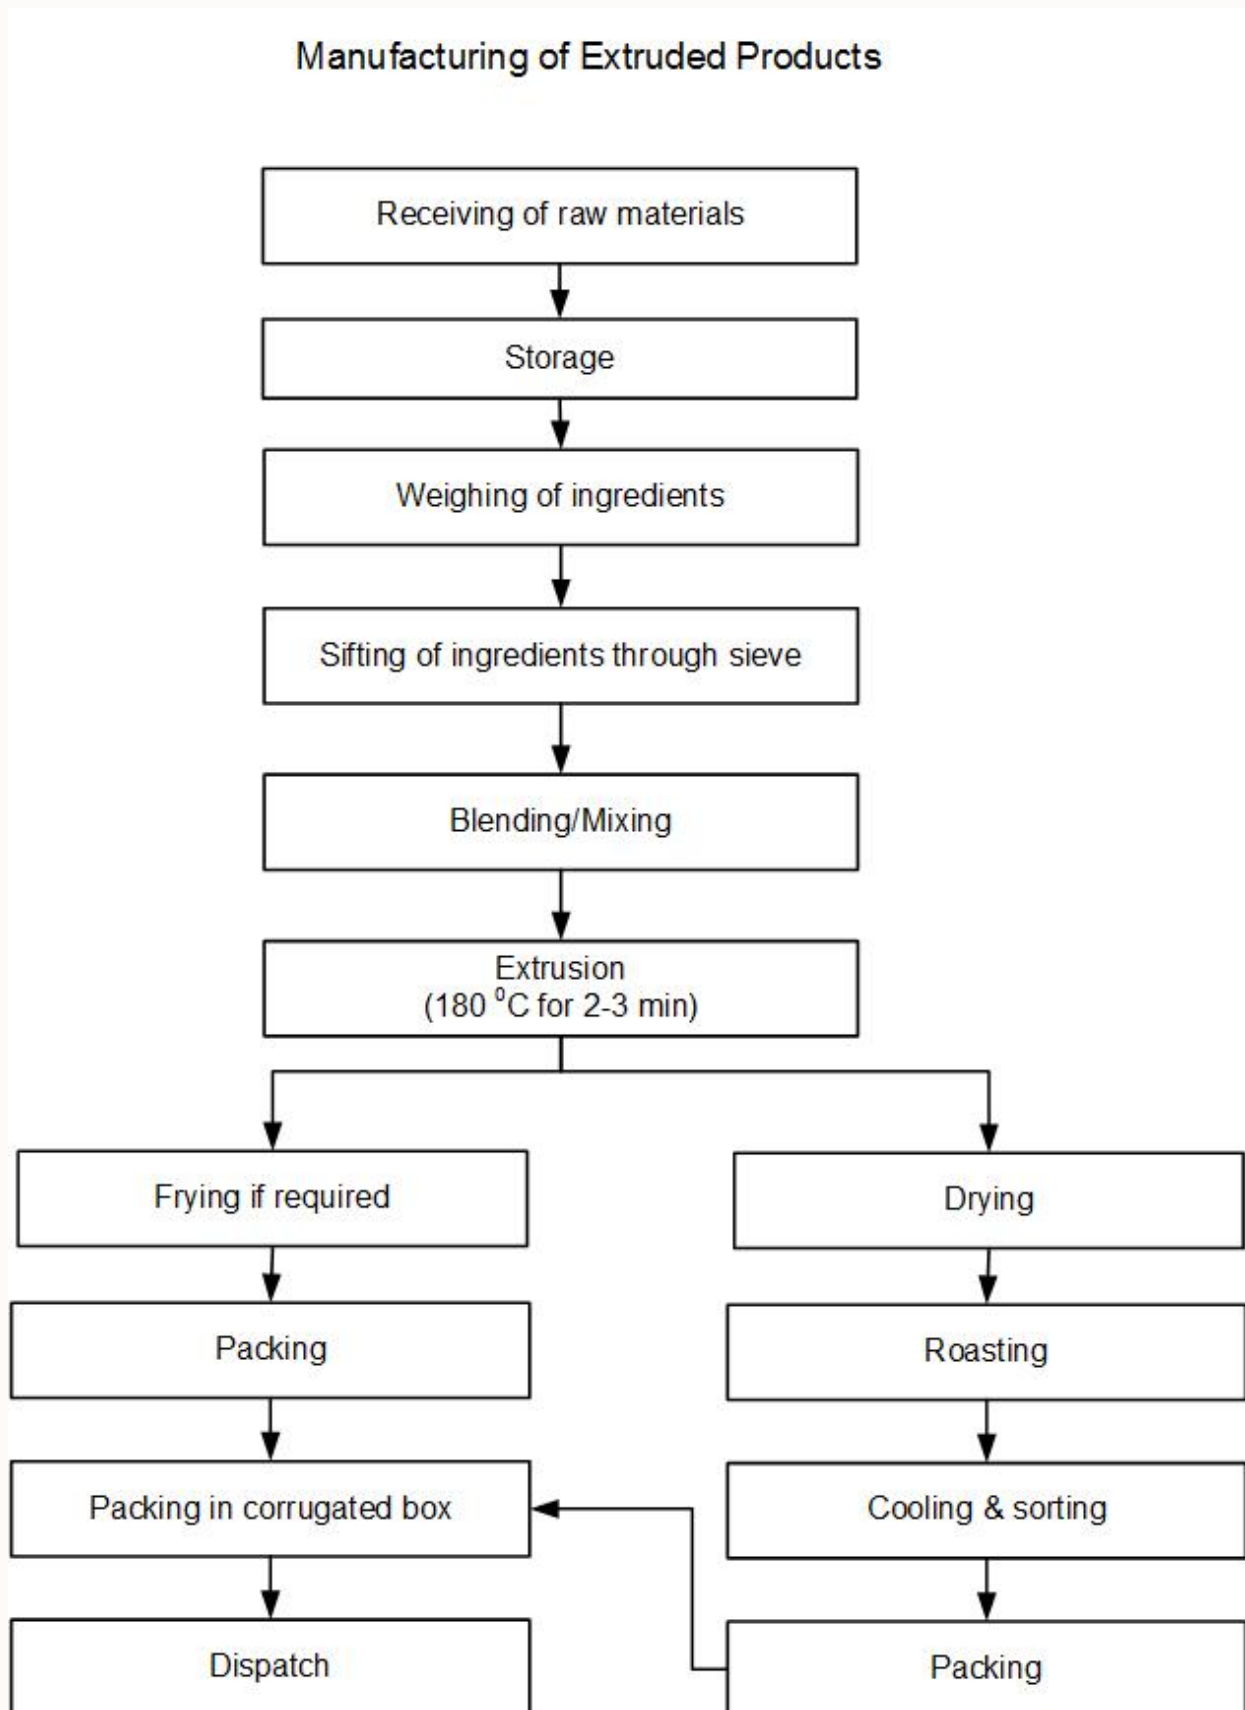 Manufacturing of Extruded Products
Receiving of raw materials
Storage
Weighing of ingredients
Sifting of ingredients through sieve
Blending/Mixing
Extrusion
(180 ⁰C for 2-3 min)
Frying if required
Packing
Packing in corrugated box
Dispatch
Drying
Roasting
Cooling & sorting
Packing